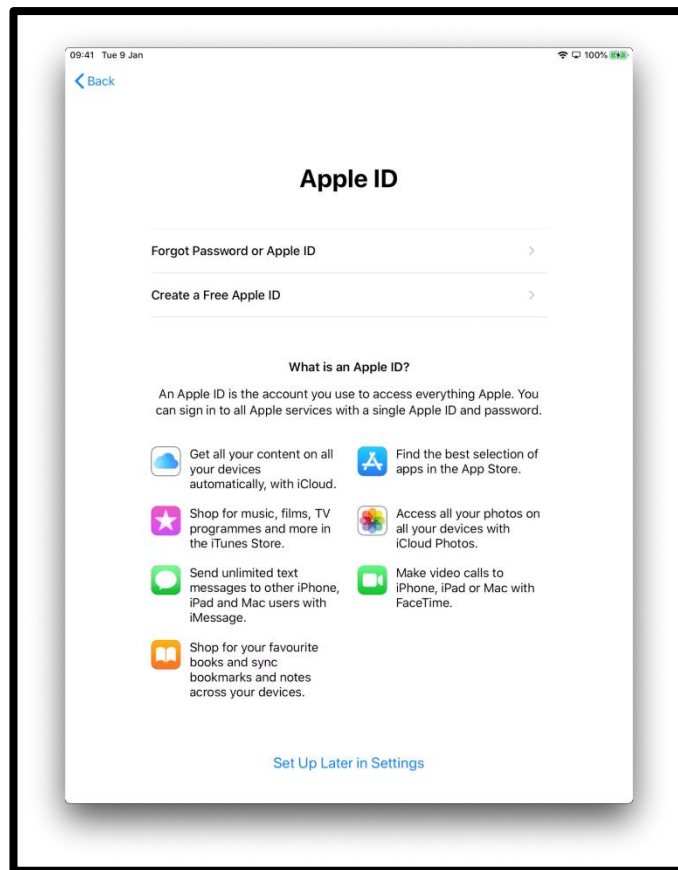 09:41 Tue 9 Jan
100%
Back
Apple ID
Forgot Password or Apple ID
Create a Free Apple ID
What is an Apple ID?
An Apple ID is the account you use to access everything Apple. You
can sign in to all Apple services with a single Apple ID and password.
Get all your content on all
your devices
automatically, with iCloud.
Find the best selection of
apps in the App Store.
Shop for music, films, TV
programmes and more in
the iTunes Store.
Access all your photos on
all your devices with
iCloud Photos.
Send unlimited text
messages to other iPhone,
iPad and Mac users with
iMessage.
Make video calls to
iPhone, iPad or Mac with
FaceTime.
Shop for your favourite
books and sync
bookmarks and notes
across your devices.
Set Up Later in Settings